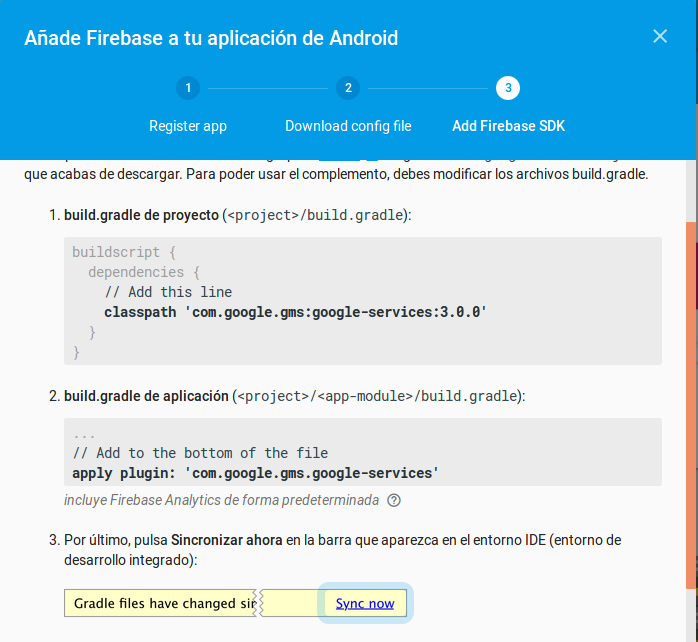 Añade Firebase a tu aplicación de Android
1
2
3
Register app
Download config file
Add Firebase SDK
que acabas de descargar. Para poder usar el complemento, debes modificar los archivos build.gradle.
1. build.gradle de proyecto (<project>/build.gradle):
buildscript {
dependencies {
// Add this line
classpath 'com.google.gms:google-services:3.0.0'
}
}
2. build.gradle de aplicación (<project>/<app-module>/build.gradle):
...
// Add to the bottom of the file
apply plugin: 'com.google.gms.google-services'
incluye Firebase Analytics de forma predeterminada ?
3. Por último, pulsa Sincronizar ahora en la barra que aparezca en el entorno IDE (entorno de
desarrollo integrado):
Gradle files have changed sir Sync now